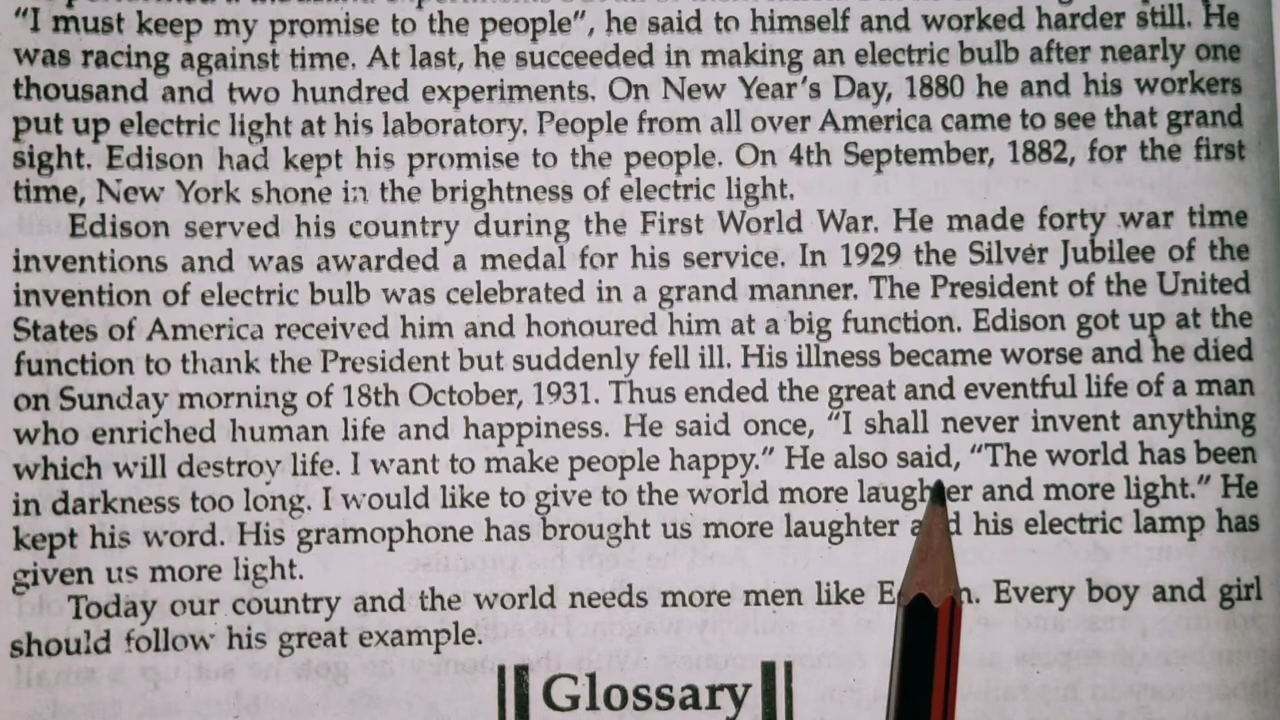 "I must keep my promise to the people", he said to himself and worked harder still. He
was racing against time. At last, he succeeded in making an electric bulb after nearly one
thousand and two hundred experiments. On New Year's Day, 1880 he and his workers
put up electric light at his laboratory. People from all over America came to see that grand
sight. Edison had kept his promise to the people. On 4th September, 1882, for the first
time, New York shone in the brightness of electric light.
Edison served his country during the First World War. He made forty war time
inventions and was awarded a medal for his service. In 1929 the Silver Jubilee of the
invention of electric bulb was celebrated in a grand manner. The President of the United
States of America received him and honoured him at a big function. Edison got up at the
function to thank the President but suddenly fell ill. His illness became worse and he died
on Sunday morning of 18th October, 1931. Thus ended the great and eventful life of a man
who enriched human life and happiness. He said once, "I shall never invent anything
which will destroy life. I want to make people happy." He also said, "The world has been
in darkness too long. I would like to give to the world more laughter and more light." He
kept his word. His gramophone has brought us more laughter and his electric lamp has
given us more light.
Today our country and the world needs more men like Edison. Every boy and girl
should follow his great example.
Glossary